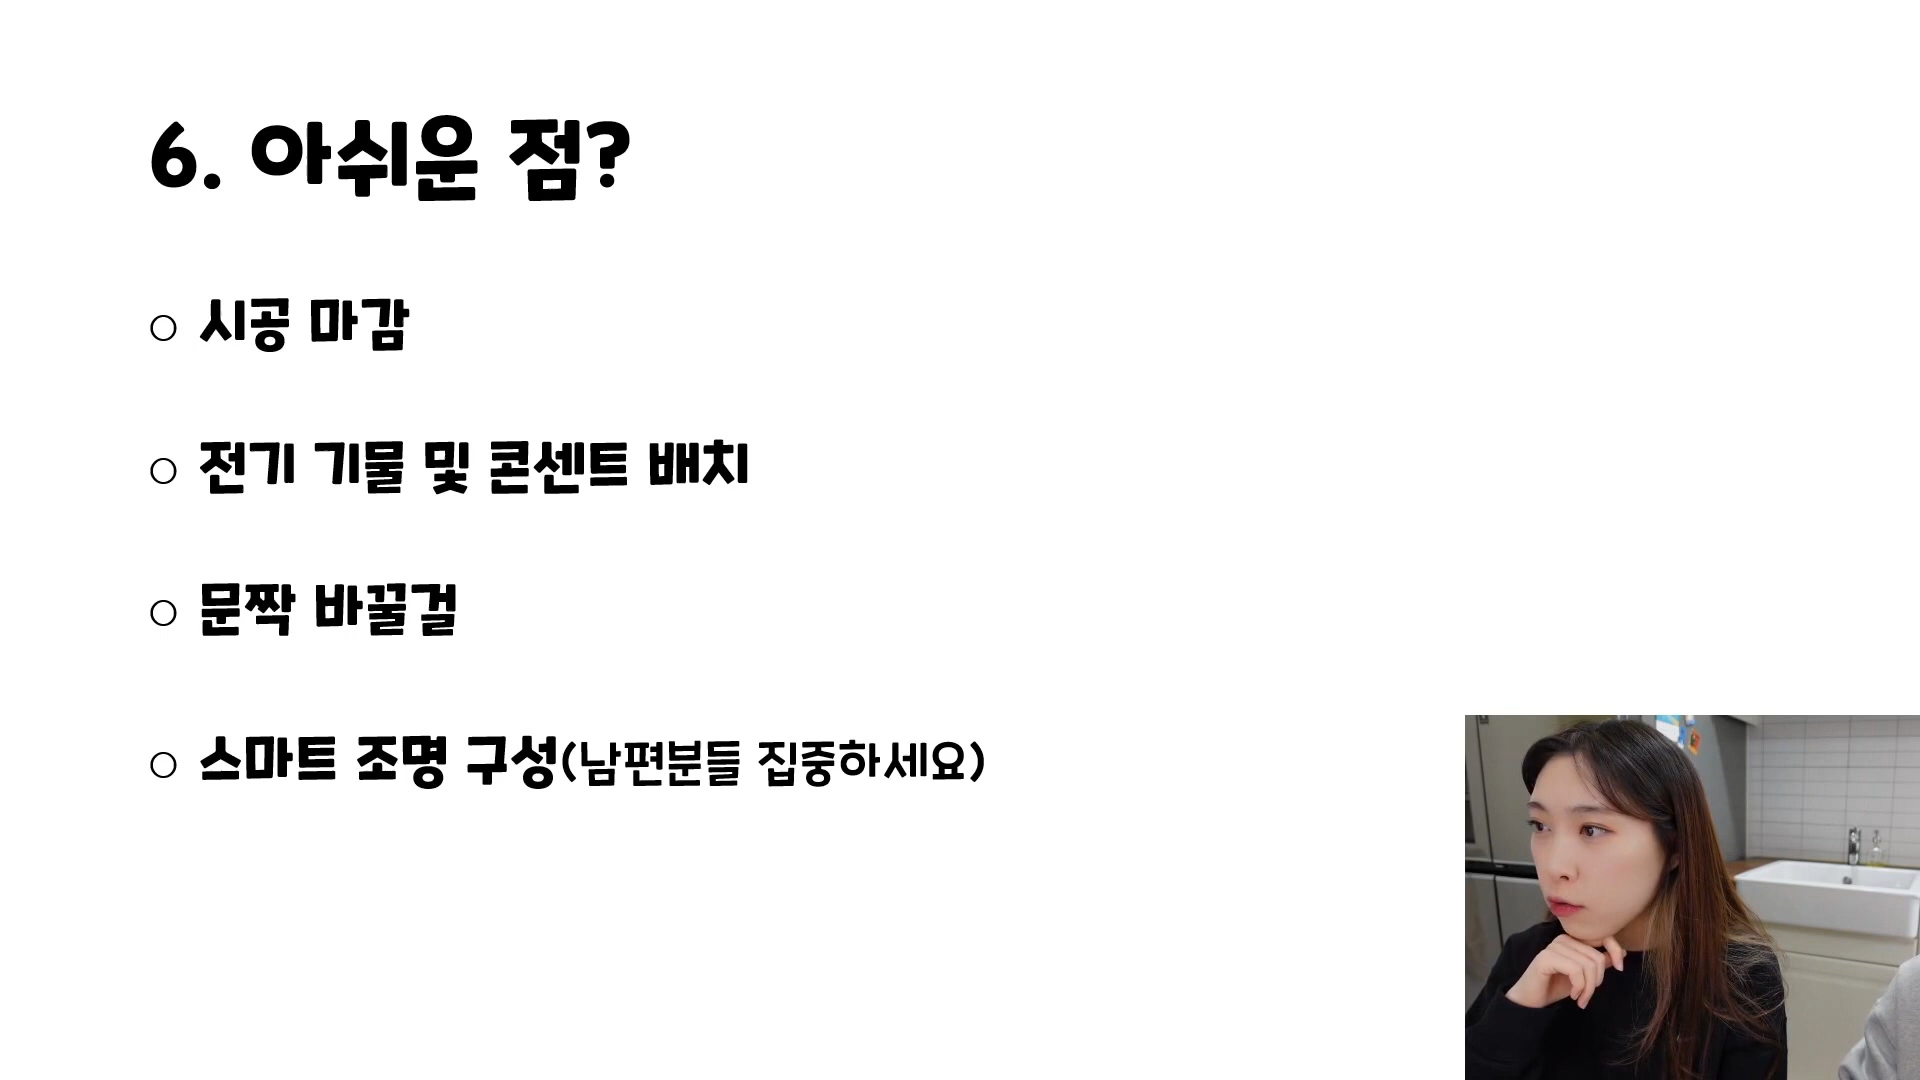 6. 아쉬운 점?
○ 시공 마감
○ 전기 기물 및 콘센트 배치
○ 문짝 바꿀걸
○ 스마트 조명 구성(남편분들 집중하세요)